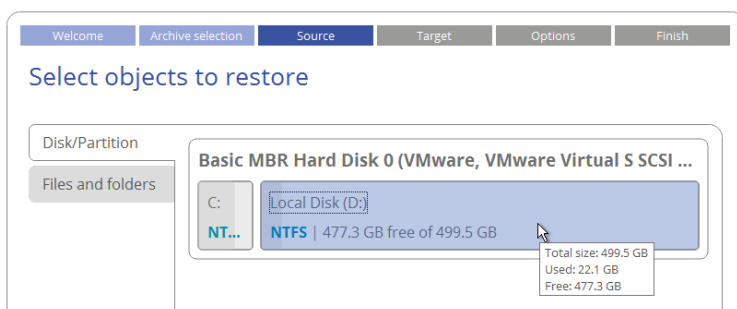 Welcome Archive selection Source Target Options Finish
Select objects to restore
Disk/Partition
Files and folders
Basic MBR Hard Disk 0 (VMware, VMware Virtual S SCSI ...
C:
NT...
Local Disk (D:)
NTFS | 477.3 GB free of 499.5 GB
Total size: 499.5 GB
Used: 22.1 GB
Free: 477.3 GB